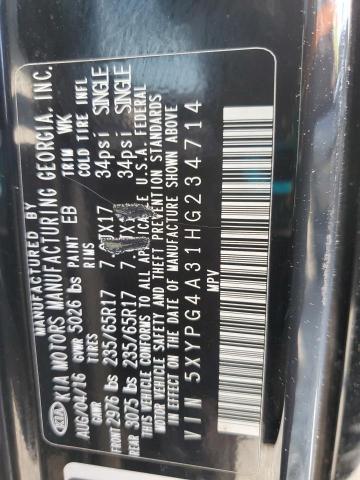 MANUFACTURED BY
KIA KIA MOTORS MANUFACTURING GEORGIA, INC.
AUG/04/16 GVWR 5026 LBS PAINT EB TRIM WK
GAWR TIRES RIMS COLD TIRE INFL
FRONT 2976 LBS 235/65R17 7. X17 34psi SINGLE
REAR 3075 LBS 235/65R17 7. 34psi SINGLE
THIS VEHICLE CONFORMS TO ALL APPLICABLE U.S.A. FEDERAL
MOTOR VEHICLE SAFETY, BUMPER, AND THEFT PREVENTION STANDARDS
IN EFFECT ON THE DATE OF MANUFACTURE SHOWN ABOVE
VIN 5XYPG4A31HG234714
MPV